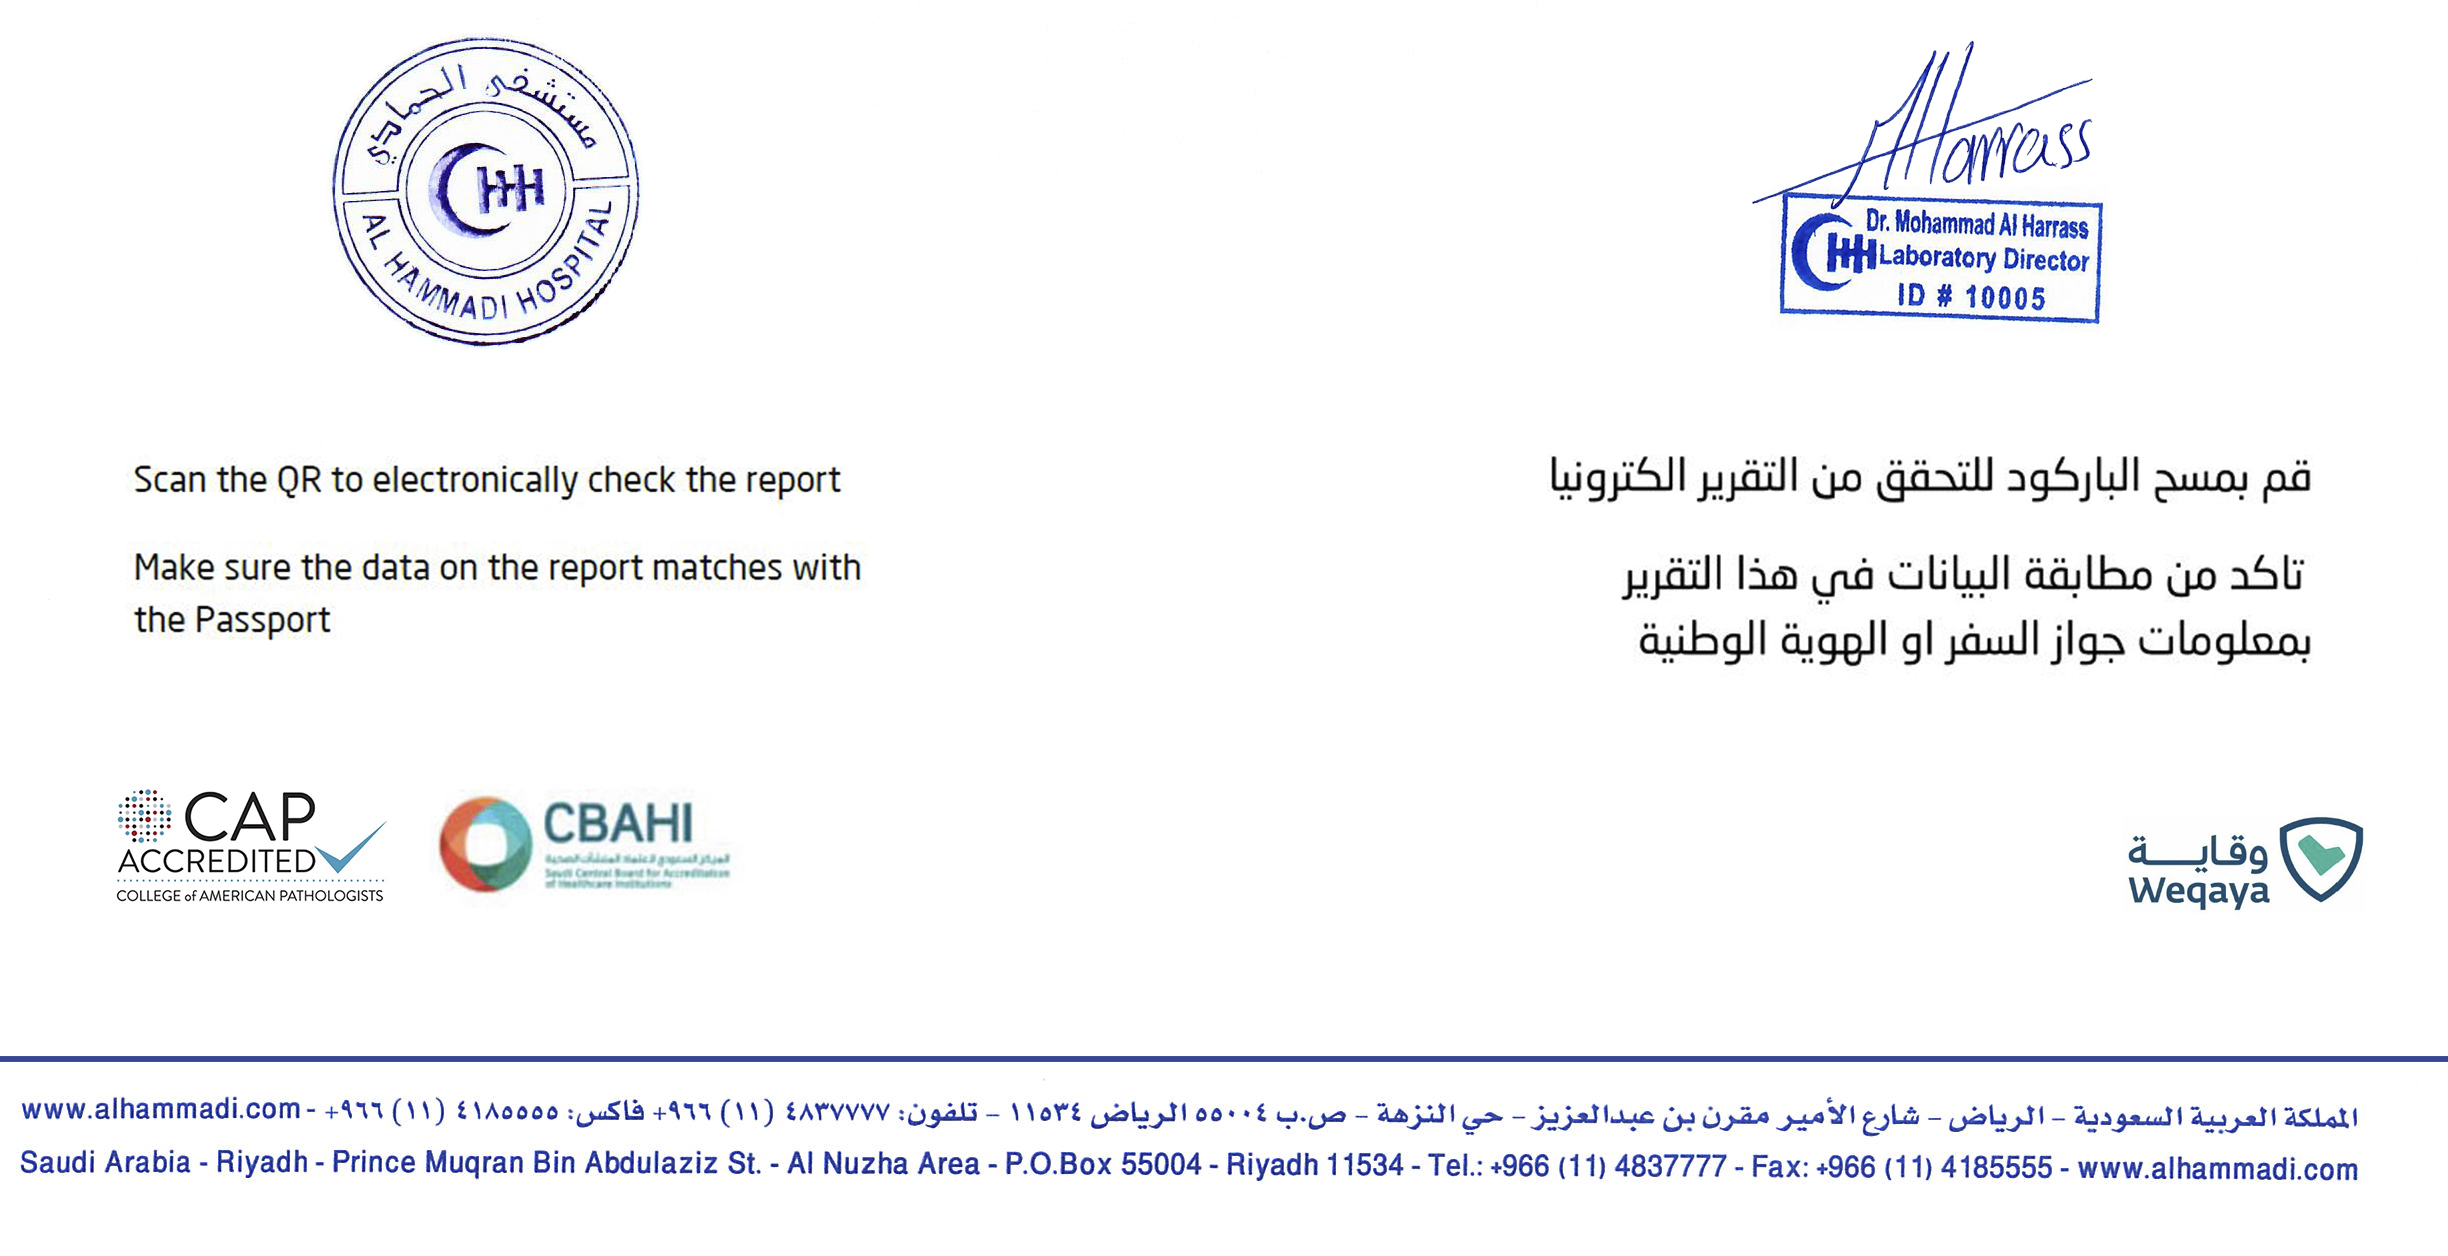 مستشفى الحمادي
HH
AL HAMMADI HOSPITAL
AHarrass
Dr. Mohammad Al Harrass
HH Laboratory Director
ID # 10005
Scan the QR to electronically check the report
Make sure the data on the report matches with
the Passport
قم بمسح الباركود للتحقق من التقرير الكترونيا
تاكد من مطابقة البيانات في هذا التقرير
بمعلومات جواز السفر او الهوية الوطنية
CAP
ACCREDITED
COLLEGE of AMERICAN PATHOLOGISTS
CBAHI
المركز السعودي لاعتماد المنشآت الصحية
Saudi Central Board for Accreditation
of Healthcare Institutions
وقايـــة
Weqaya
المملكة العربية السعودية – الرياض – شارع الأمير مقرن بن عبدالعزيز – حي النزهة – ص.ب ٥٥٠٠٤ الرياض ١١٥٣٤ – تلفون: ٤٨٣٧٧٧٧ (١١) ٩٦٦+ فاكس: ٤١٨٥٥٥٥ (١١) ٩٦٦+ - www.alhammadi.com
Saudi Arabia - Riyadh - Prince Muqran Bin Abdulaziz St. - Al Nuzha Area - P.O.Box 55004 - Riyadh 11534 - Tel.: +966 (11) 4837777 - Fax: +966 (11) 4185555 - www.alhammadi.com